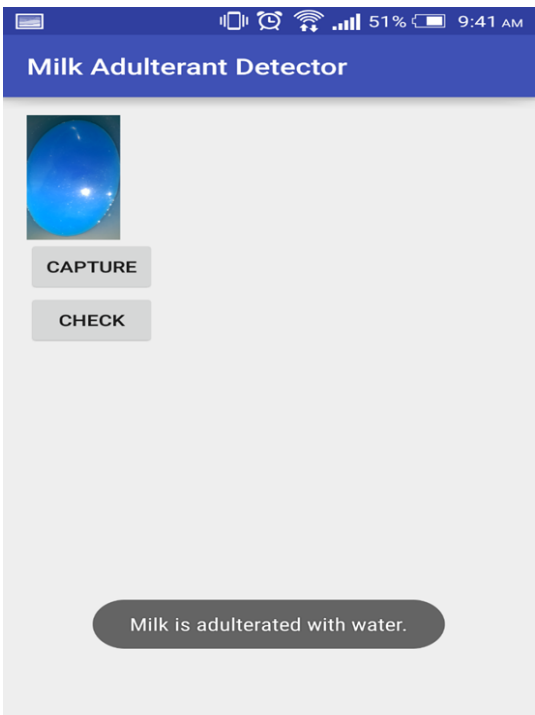 51% 9:41 AM
Milk Adulterant Detector
CAPTURE
CHECK
Milk is adulterated with water.